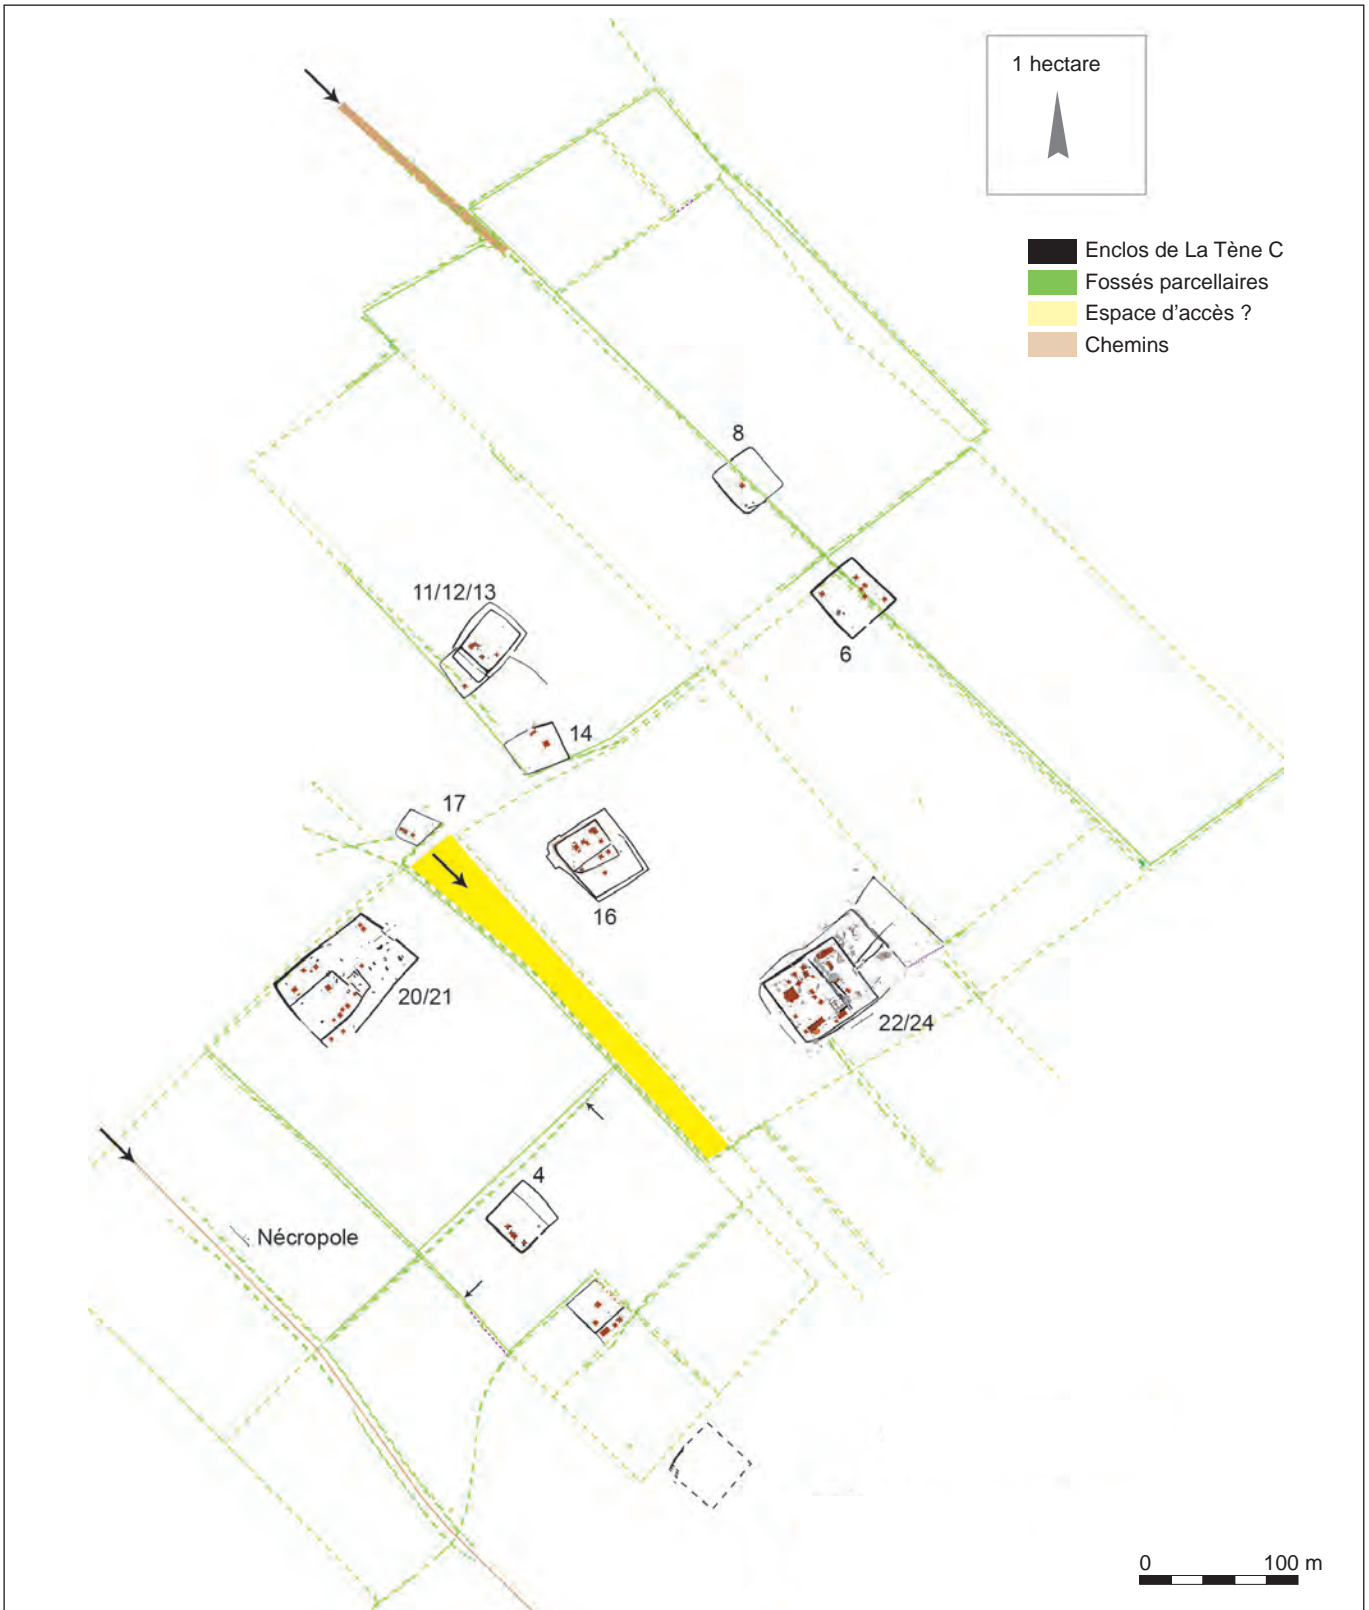 1 hectare
Enclos de La Tène C
Fossés parcellaires
Espace d'accès ?
Chemins
8
11/12/13
6
14
17
16
20/21
22/24
4
Nécropole
0 100 m